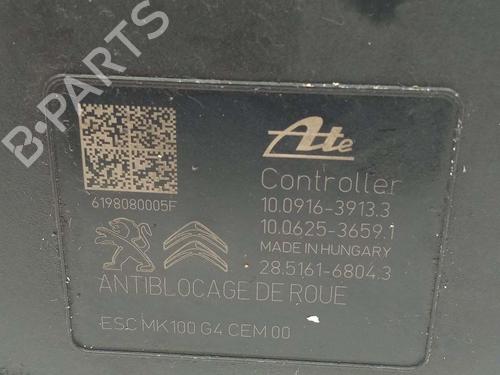 B-PARTS
Ate
Controller
10.0916-3913.3
10.0625-3659.1
MADE IN HUNGARY
28.5161-6804.3
6198080005F
ANTIBLOCAGE DE ROUE
ESC MK100 G4 CEM 00